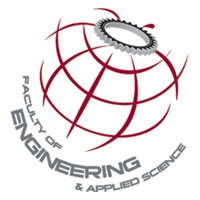 FACULTY OF
ENGINEERING
& APPLIED SCIENCE